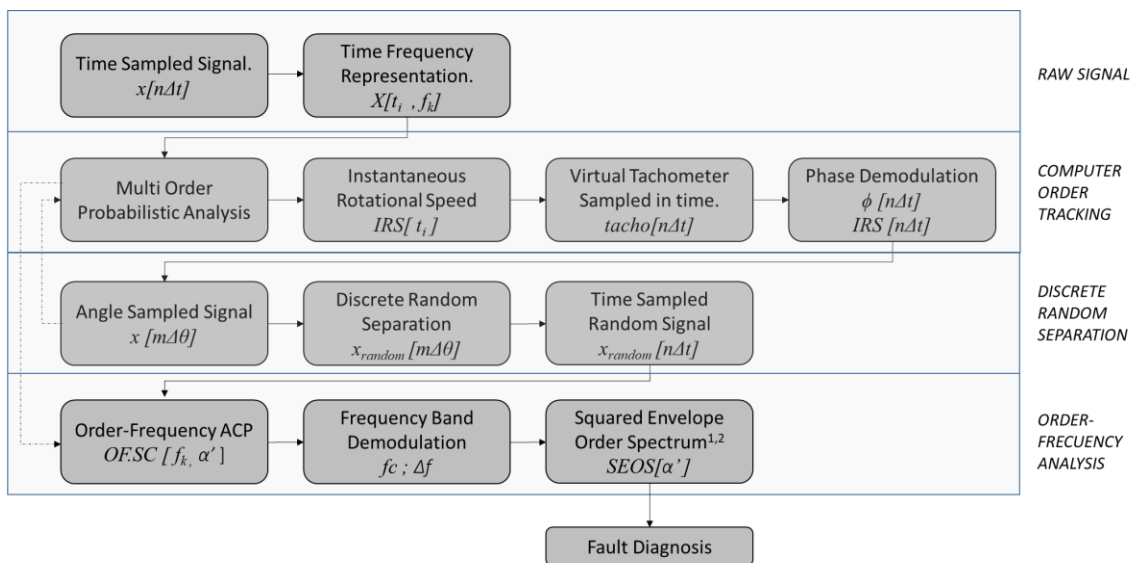 Time Sampled Signal.
x[nΔt]
Time Frequency
Representation.
X[tᵢ , fₖ]
RAW SIGNAL
Multi Order
Probabilistic Analysis
Instantaneous
Rotational Speed
IRS[ tᵢ ]
Virtual Tachometer
Sampled in time.
tacho[nΔt]
Phase Demodulation
ϕ [nΔt]
IRS [nΔt]
COMPUTER
ORDER
TRACKING
Angle Sampled Signal
x [mΔθ]
Discrete Random
Separation
x_random [mΔθ]
Time Sampled
Random Signal
x_random [nΔt]
DISCRETE
RANDOM
SEPARATION
Order-Frequency ACP
OF.SC [ fₖ, α′ ]
Frequency Band
Demodulation
fc ; Δf
Squared Envelope
Order Spectrum¹,²
SEOS[α’]
ORDER-
FRECUENCY
ANALYSIS
Fault Diagnosis